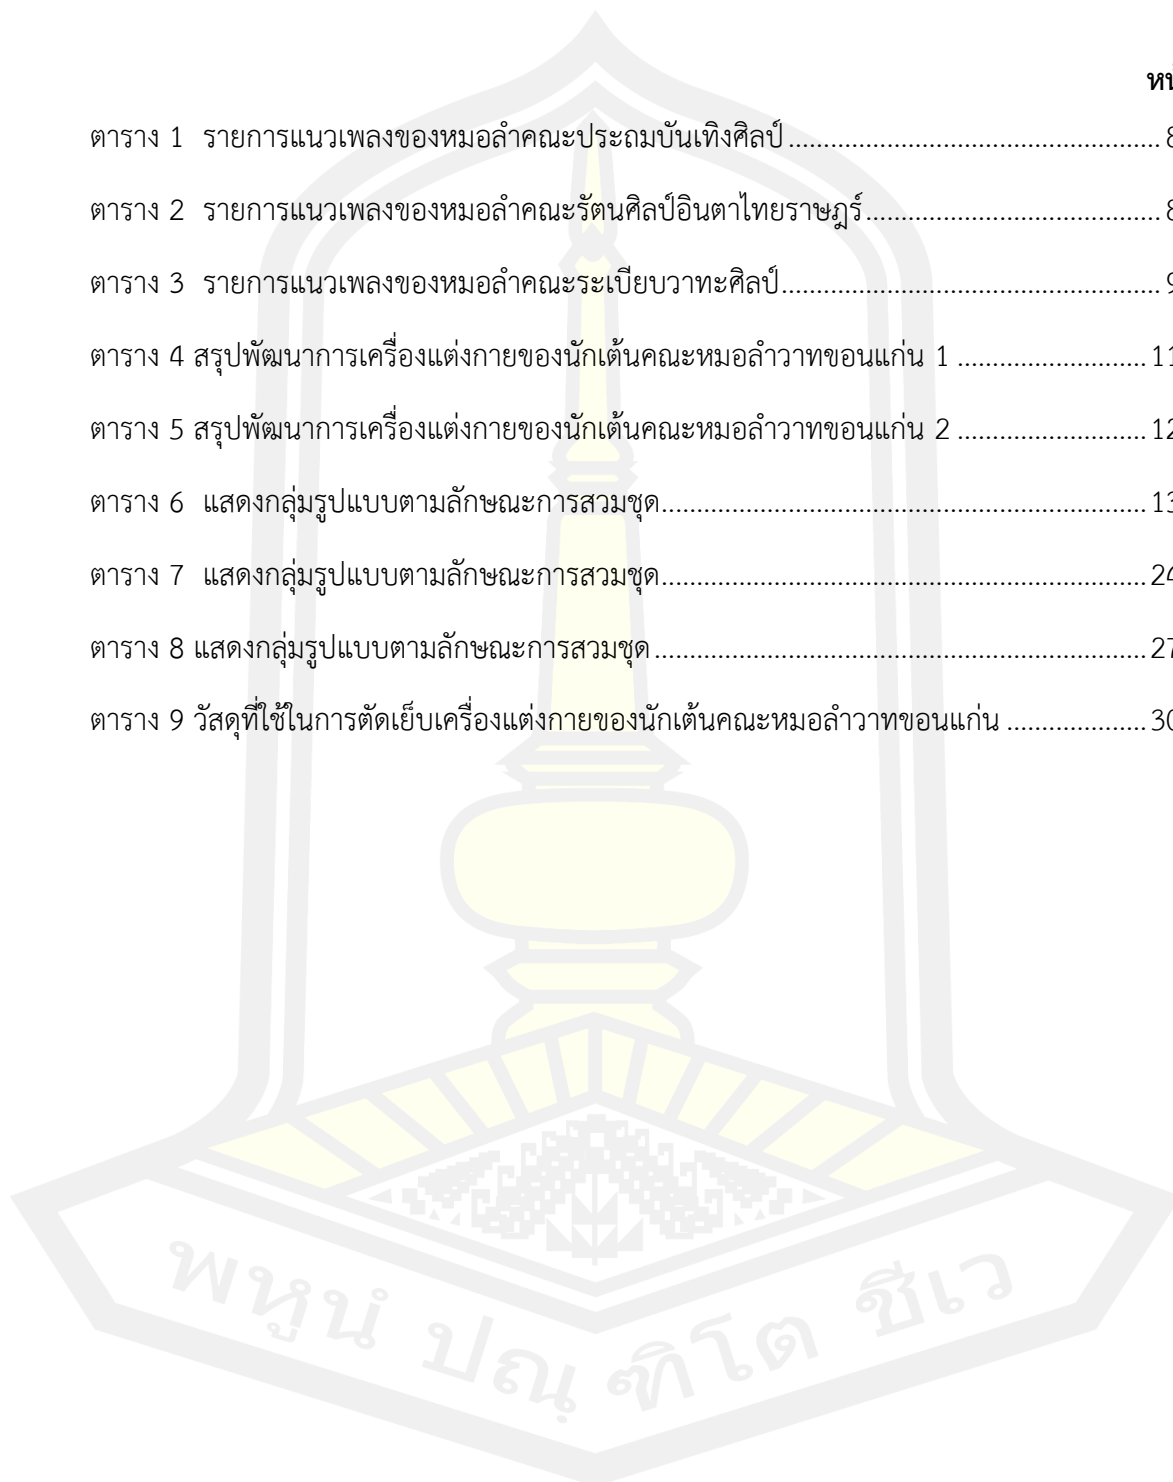 ตาราง 1 รายการแนวเพลงของหมอลำคณะประถมบันเทิงศิลป์ ........................................................ 8
ตาราง 2 รายการแนวเพลงของหมอลำคณะรัตนศิลป์อินตาไทยราษฎร์ ............................................ 8
ตาราง 3 รายการแนวเพลงของหมอลำคณะระเบียบวาทะศิลป์ ......................................................... 9
ตาราง 4 สรุปพัฒนาการเครื่องแต่งกายของนักเต้นคณะหมอลำวาทขอนแก่น 1 ............................ 11
ตาราง 5 สรุปพัฒนาการเครื่องแต่งกายของนักเต้นคณะหมอลำวาทขอนแก่น 2 ............................ 12
ตาราง 6 แสดงกลุ่มรูปแบบตามลักษณะการสวมชุด ......................................................................... 13
ตาราง 7 แสดงกลุ่มรูปแบบตามลักษณะการสวมชุด ......................................................................... 24
ตาราง 8 แสดงกลุ่มรูปแบบตามลักษณะการสวมชุด .......................................................................... 27
ตาราง 9 วัสดุที่ใช้ในการตัดเย็บเครื่องแต่งกายของนักเต้นคณะหมอลำวาทขอนแก่น ..................... 30
พหูนํ ปณฺฑิโต ชีเว